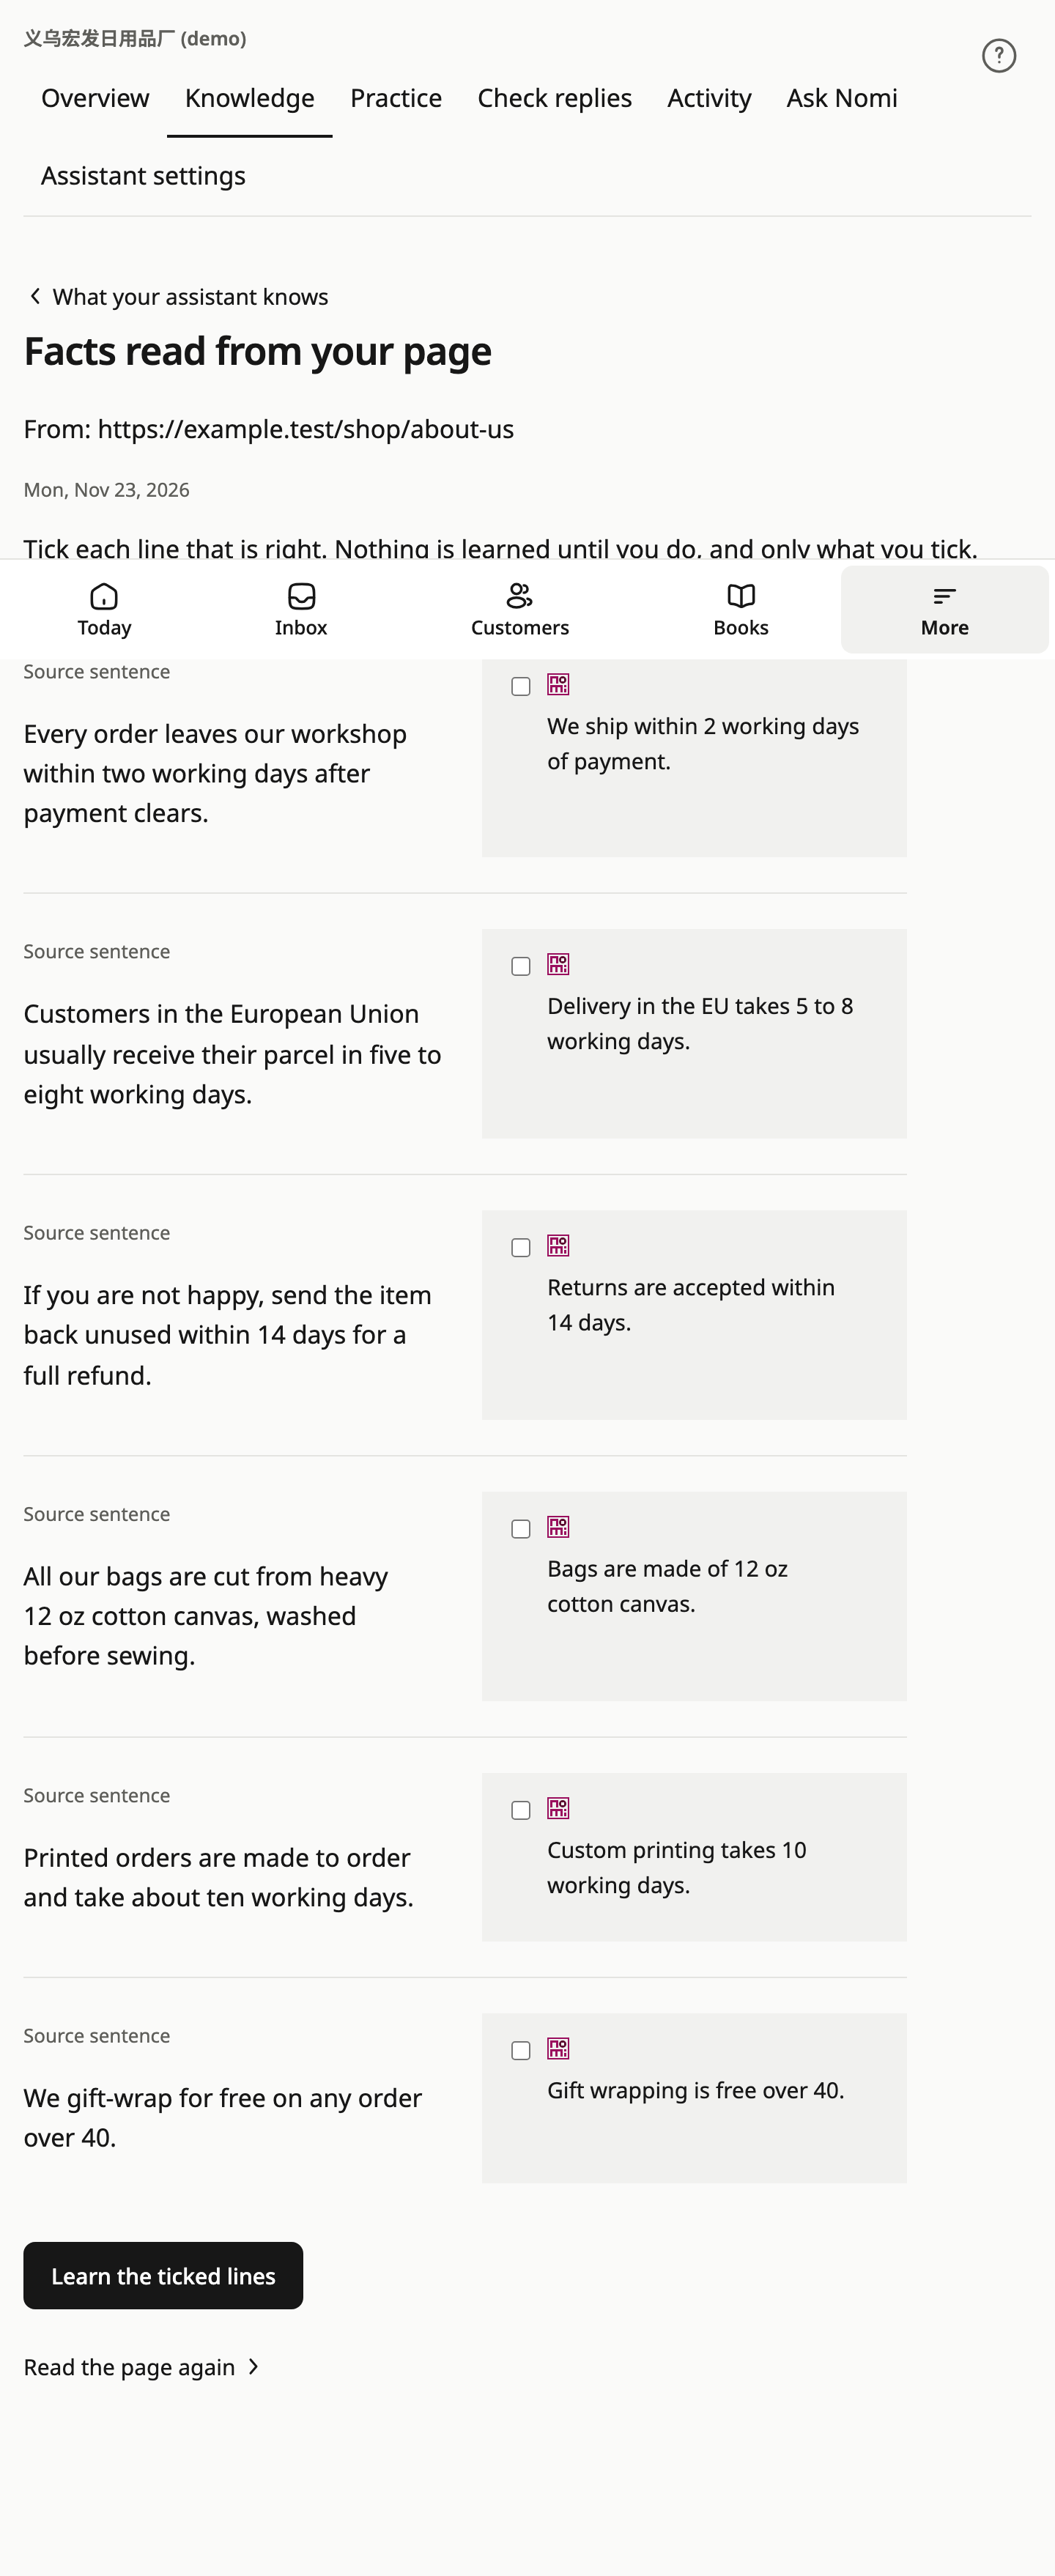 义乌宏发日用品厂 (demo)
?
Overview
Knowledge
Practice
Check replies
Activity
Ask Nomi
Assistant settings
What your assistant knows
Facts read from your page
From: https://example.test/shop/about-us
Mon, Nov 23, 2026
Tick each line that is right. Nothing is learned until you do, and only what you tick.
Today
Inbox
Customers
Books
More
Source sentence
Every order leaves our workshop
within two working days after
payment clears.
nomi
We ship within 2 working days
of payment.
Source sentence
Customers in the European Union
usually receive their parcel in five to
eight working days.
nomi
Delivery in the EU takes 5 to 8
working days.
Source sentence
If you are not happy, send the item
back unused within 14 days for a
full refund.
nomi
Returns are accepted within
14 days.
Source sentence
All our bags are cut from heavy
12 oz cotton canvas, washed
before sewing.
nomi
Bags are made of 12 oz
cotton canvas.
Source sentence
Printed orders are made to order
and take about ten working days.
nomi
Custom printing takes 10
working days.
Source sentence
We gift-wrap for free on any order
over 40.
nomi
Gift wrapping is free over 40.
Learn the ticked lines
Read the page again